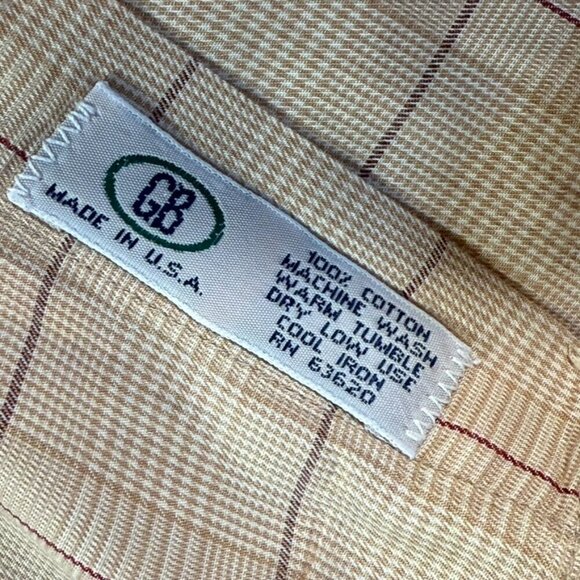 GB
MADE IN U.S.A.
100% COTTON
MACHINE WASH
WARM TUMBLE
DRY LOW USE
COOL IRON
RN 63620